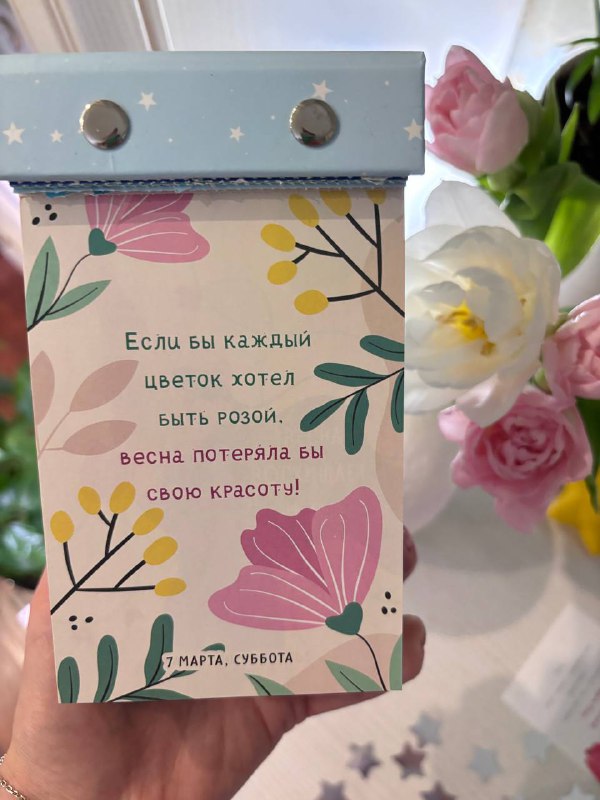 Если бы каждый
цветок хотел
быть розой,
весна потеряла бы
свою красоту!
7 МАРТА, СУББОТА